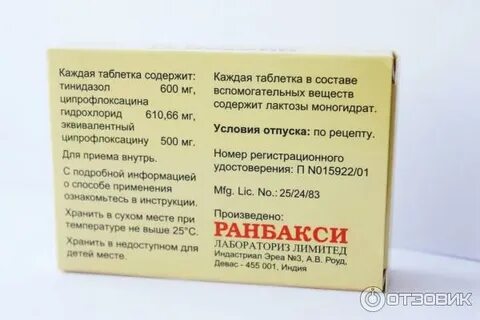 Каждая таблетка содержит:
тинидазол 600 мг,
ципрофлоксацина
гидрохлорид 610,66 мг,
эквивалентный
ципрофлоксацину 500 мг.
Для приема внутрь.
С подробной информацией
о способе применения
ознакомьтесь в инструкции.
Хранить в сухом месте при
температуре не выше 25°С.
Хранить в недоступном для
детей месте.
Каждая таблетка в составе
вспомогательных веществ
содержит лактозы моногидрат.
Условия отпуска: по рецепту.
Номер регистрационного
удостоверения: П N015922/01
Mfg. Lic. No.: 25/24/83
Произведено:
РАНБАКСИ
ЛАБОРАТОРИЗ ЛИМИТЕД
Индастриал Эреа №3, А.В. Роуд,
Девас - 455 001, Индия
ОТЗОВИК